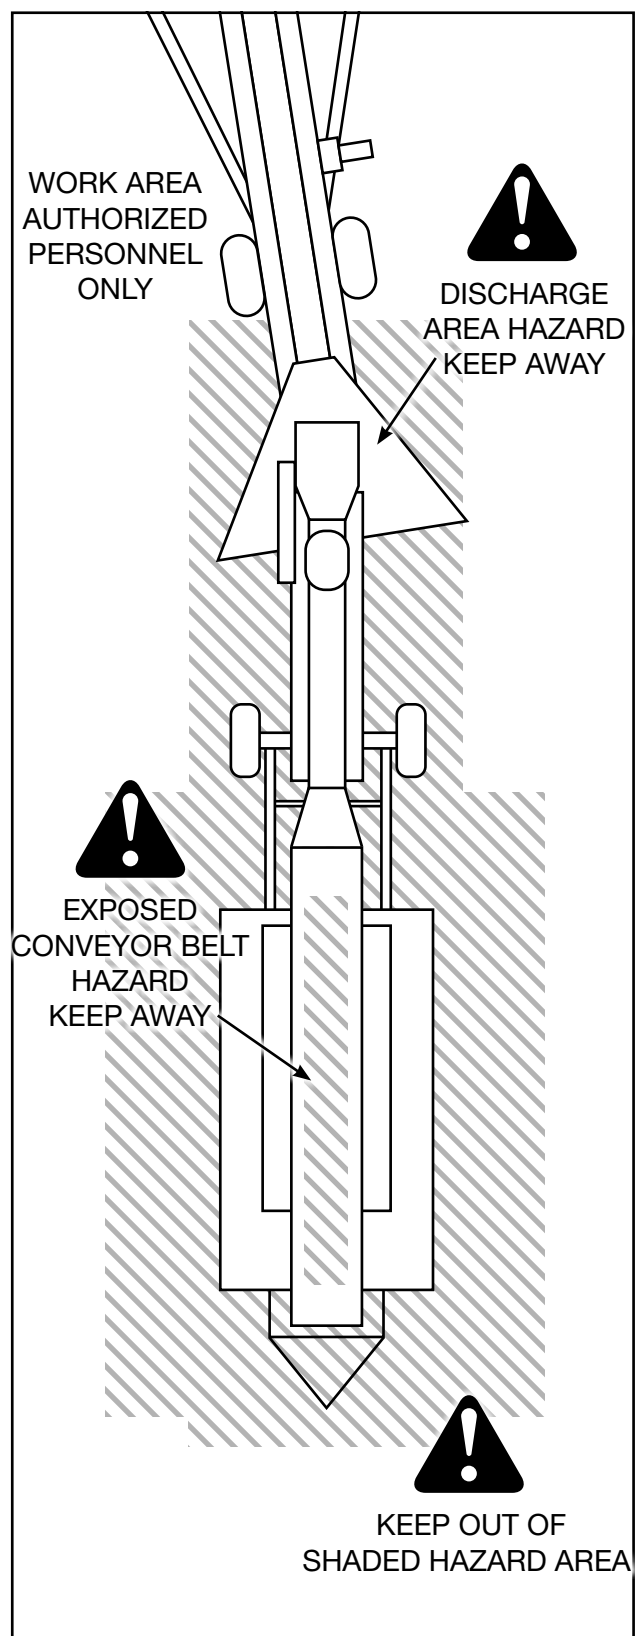 WORK AREA
AUTHORIZED
PERSONNEL
ONLY
DISCHARGE
AREA HAZARD
KEEP AWAY
EXPOSED
CONVEYOR BELT
HAZARD
KEEP AWAY
KEEP OUT OF
SHADED HAZARD AREA